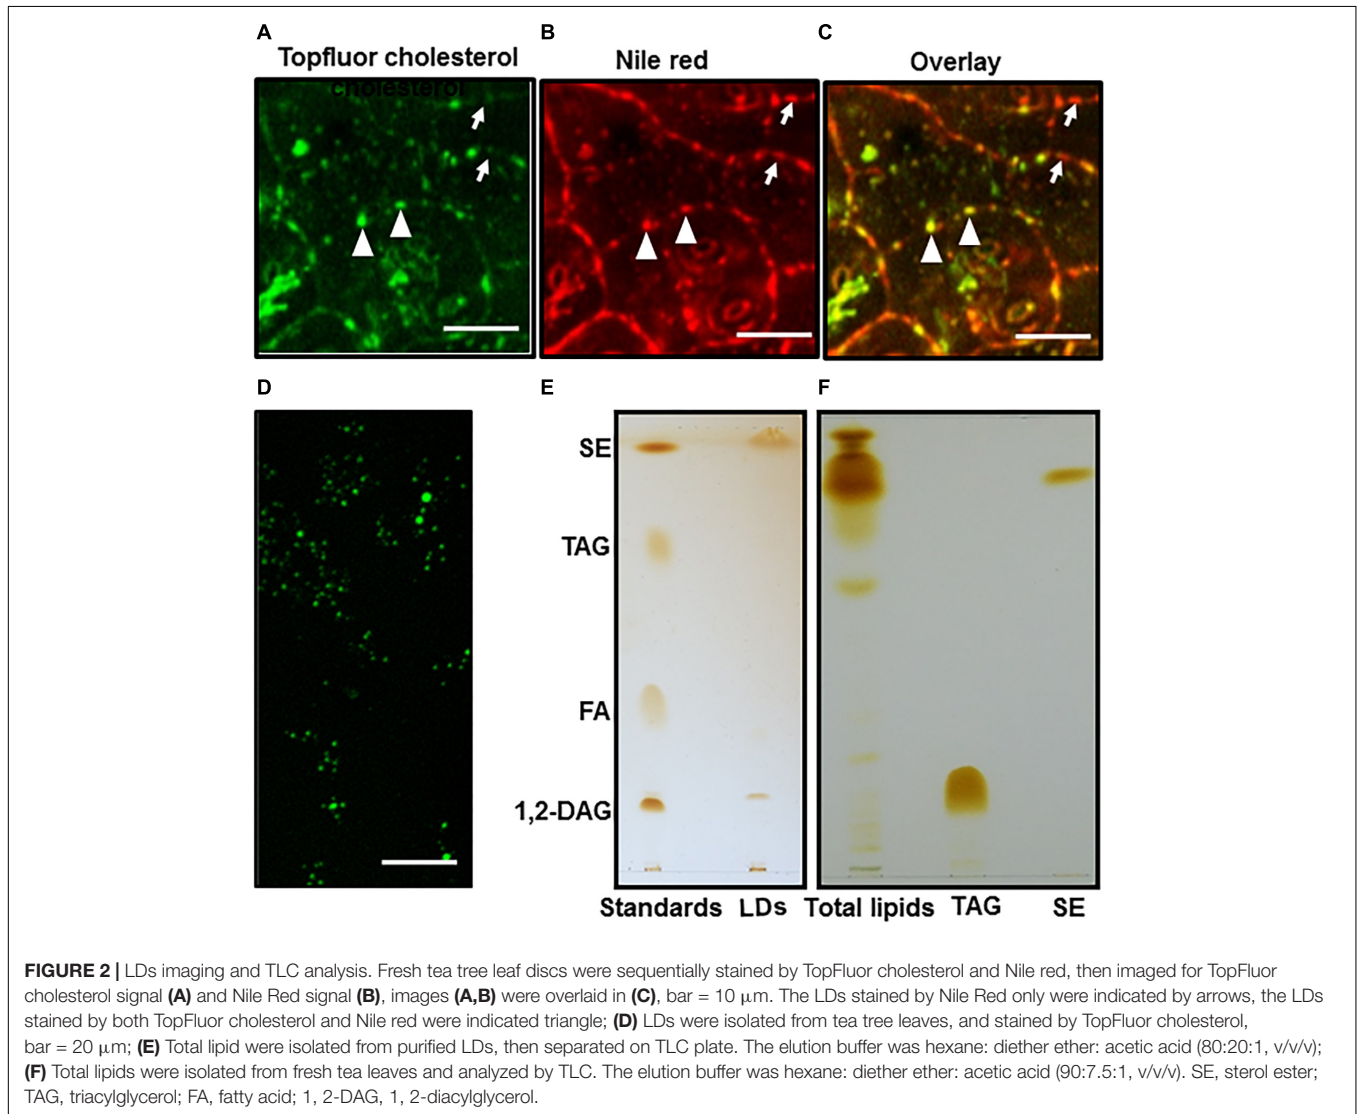 A
B
C
Topfluor cholesterol
Nile red
Overlay
cholesterol
D
E
F
SE
TAG
FA
1,2-DAG
Standards
LDs
Total lipids
TAG
SE
FIGURE 2 | LDs imaging and TLC analysis. Fresh tea tree leaf discs were sequentially stained by TopFluor cholesterol and Nile red, then imaged for TopFluor
cholesterol signal (A) and Nile Red signal (B), images (A,B) were overlaid in (C), bar = 10 μm. The LDs stained by Nile Red only were indicated by arrows, the LDs
stained by both TopFluor cholesterol and Nile red were indicated triangle; (D) LDs were isolated from tea tree leaves, and stained by TopFluor cholesterol,
bar = 20 μm; (E) Total lipid were isolated from purified LDs, then separated on TLC plate. The elution buffer was hexane: diether ether: acetic acid (80:20:1, v/v/v);
(F) Total lipids were isolated from fresh tea leaves and analyzed by TLC. The elution buffer was hexane: diether ether: acetic acid (90:7.5:1, v/v/v). SE, sterol ester;
TAG, triacylglycerol; FA, fatty acid; 1, 2-DAG, 1, 2-diacylglycerol.